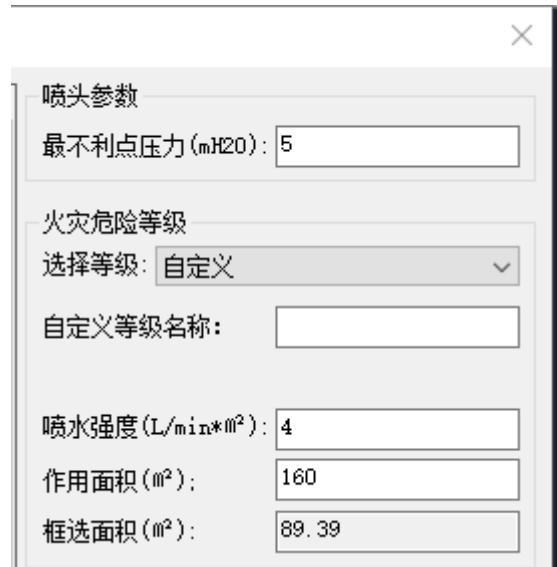 喷头参数
最不利点压力(mH2O): 5
火灾危险等级
选择等级: 自定义
自定义等级名称:
喷水强度(L/min*m²): 4
作用面积(m²): 160
框选面积(m²): 89.39